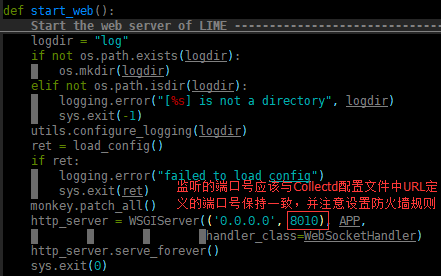 def start_web():
Start the web server of LIME
logdir = "log"
if not os.path.exists(logdir):
os.mkdir(logdir)
elif not os.path.isdir(logdir):
logging.error("[%s] is not a directory", logdir)
sys.exit(-1)
utils.configure_logging(logdir)
ret = load_config()
if ret:
logging.error("failed to load config")
sys.exit(ret)
监听的端口号应该与Collectd配置文件中URL定
义的端口号保持一致，并注意设防火墙规则
monkey.patch_all()
http_server = WSGIServer(('0.0.0.0', 8010), APP,
handler_class=WebSocketHandler)
http_server.serve_forever()
sys.exit(0)